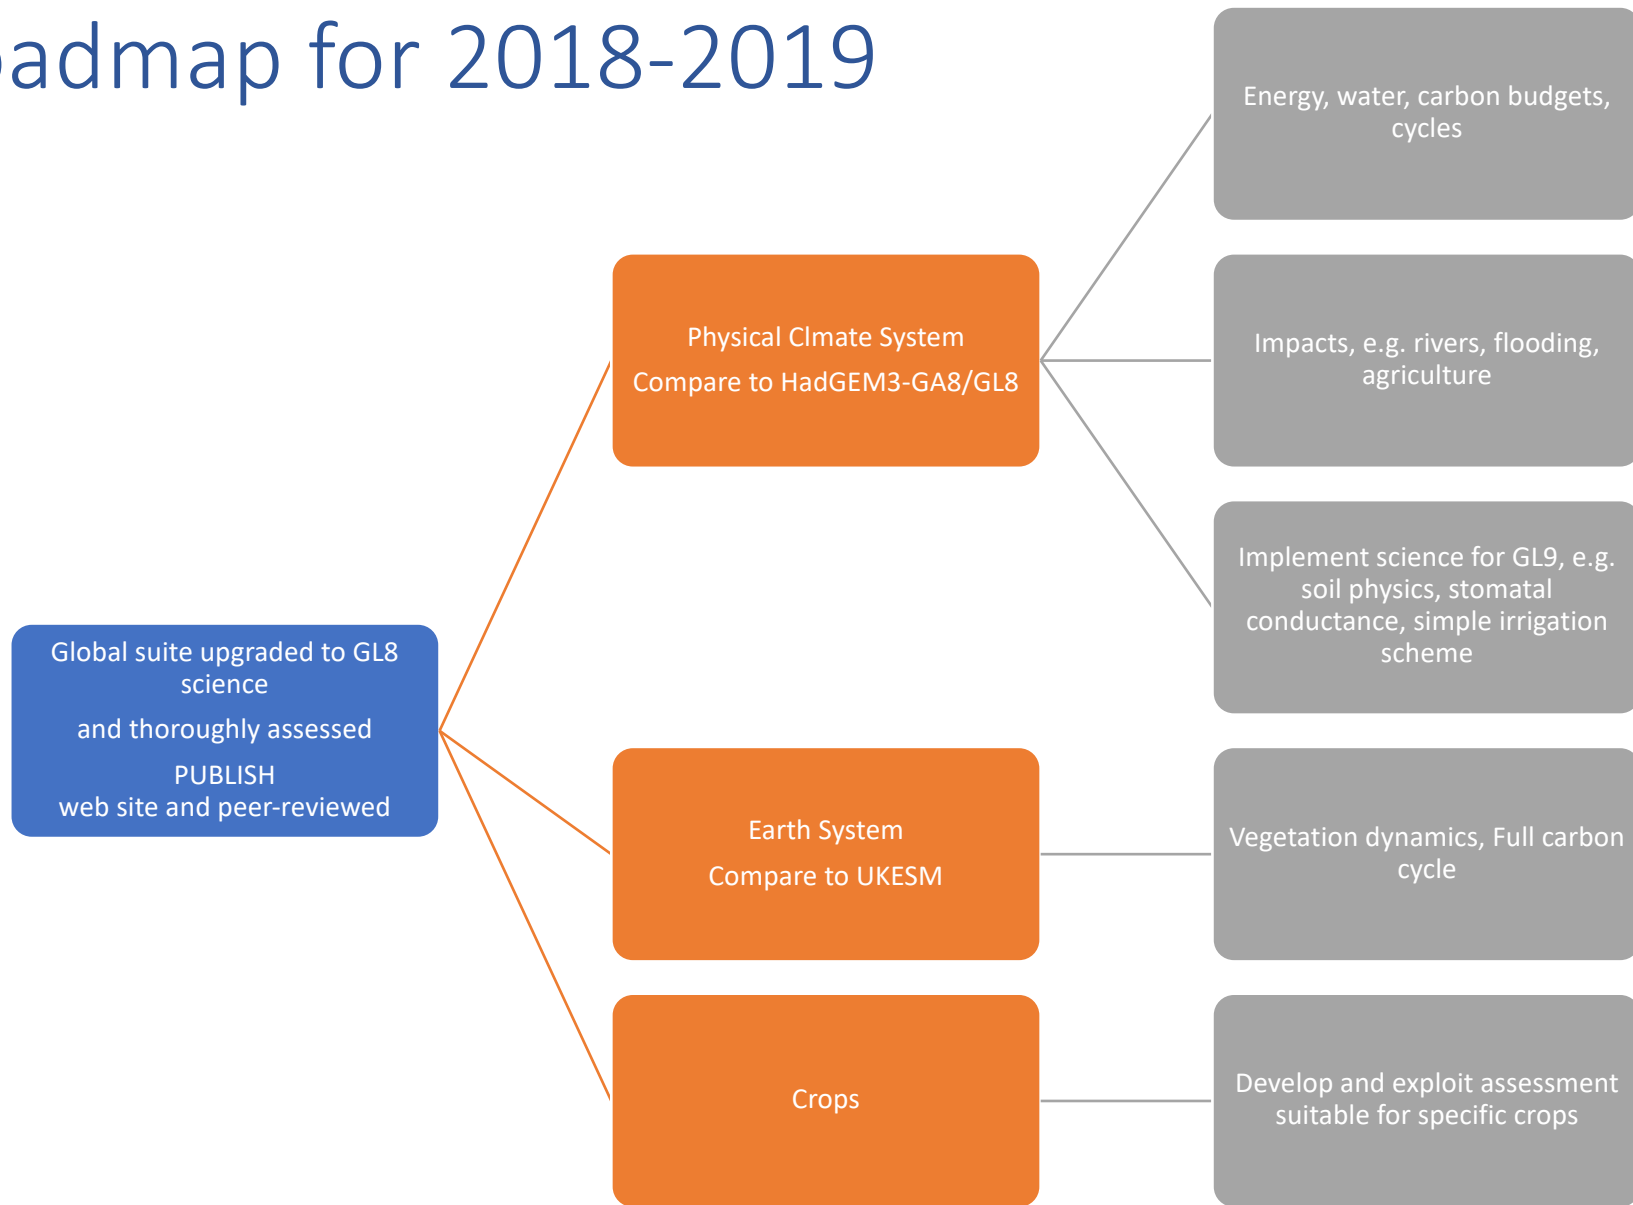 oadmap for 2018-2019
Energy, water, carbon budgets,
cycles
Physical Clmate System
Compare to HadGEM3-GA8/GL8
Impacts, e.g. rivers, flooding,
agriculture
Implement science for GL9, e.g.
soil physics, stomatal
conductance, simple irrigation
scheme
Global suite upgraded to GL8
science
and thoroughly assessed
PUBLISH
web site and peer-reviewed
Earth System
Compare to UKESM
Vegetation dynamics, Full carbon
cycle
Crops
Develop and exploit assessment
suitable for specific crops